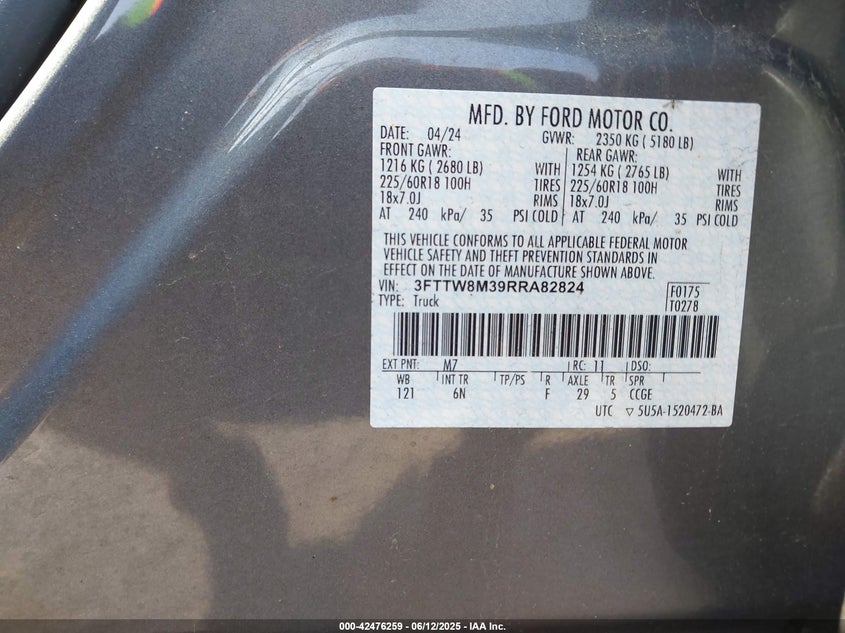 MFD. BY FORD MOTOR CO.
DATE: 04/24 GVWR: 2350 KG ( 5180 LB)
FRONT GAWR: REAR GAWR:
1216 KG ( 2680 LB) WITH 1254 KG ( 2765 LB) WITH
225/60R18 100H TIRES 225/60R18 100H TIRES
18x7.0J RIMS 18x7.0J RIMS
AT 240 kPa/ 35 PSI COLD AT 240 kPa/ 35 PSI COLD
THIS VEHICLE CONFORMS TO ALL APPLICABLE FEDERAL MOTOR
VEHICLE SAFETY AND THEFT PREVENTION STANDARDS IN
EFFECT ON THE DATE OF MANUFACTURE SHOWN ABOVE.
VIN: 3FTTW8M39RRA82824 F0175
TYPE: Truck T0278
EXT PNT: M7 RC: 11 DSO:
WB INT TR TP/PS R AXLE TR SPR
121 6N F 29 5 CCGE
UTC ▽ 5U5A-1520472-BA
000-42476259 - 06/12/2025 - IAA Inc.